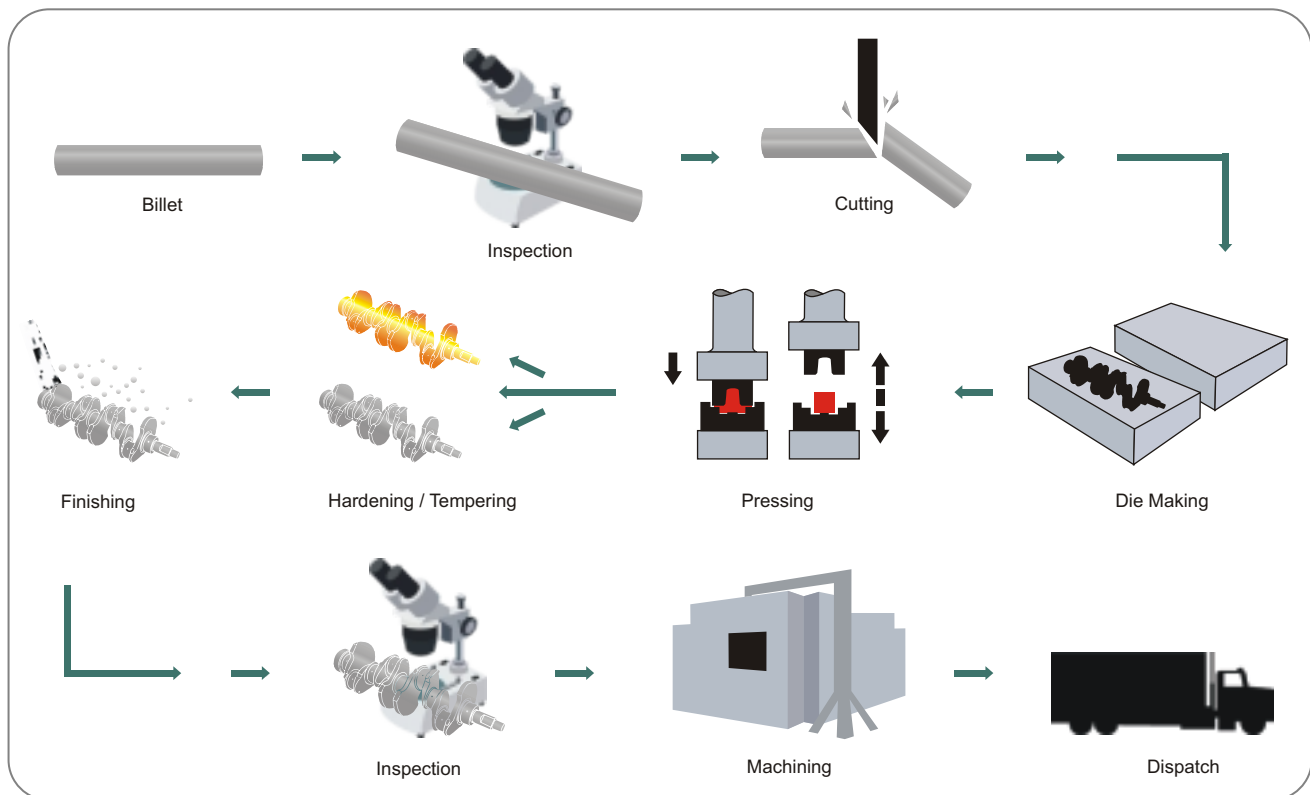 Billet
Inspection
Cutting
Finishing
Hardening / Tempering
Pressing
Die Making
Inspection
Machining
Dispatch